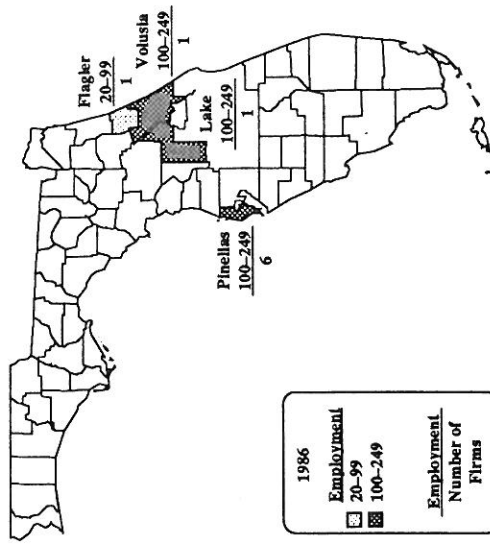 Flagler
20-99
1
Volusia
100-249
1
Lake
100-249
1
Pinellas
100-249
6
1986
Employment
20-99
100-249
Employment
Number of
Firms